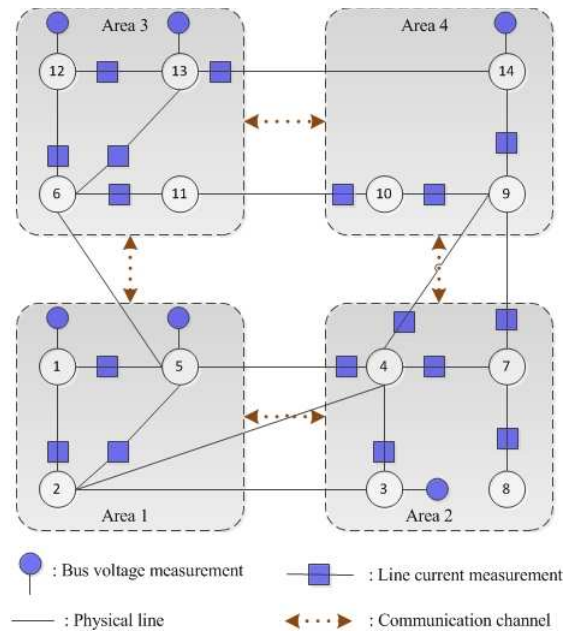 Area 3
Area 4
12
13
14
6
11
10
9
1
5
4
7
2
3
8
Area 1
Area 2
: Bus voltage measurement
: Line current measurement
: Physical line
: Communication channel